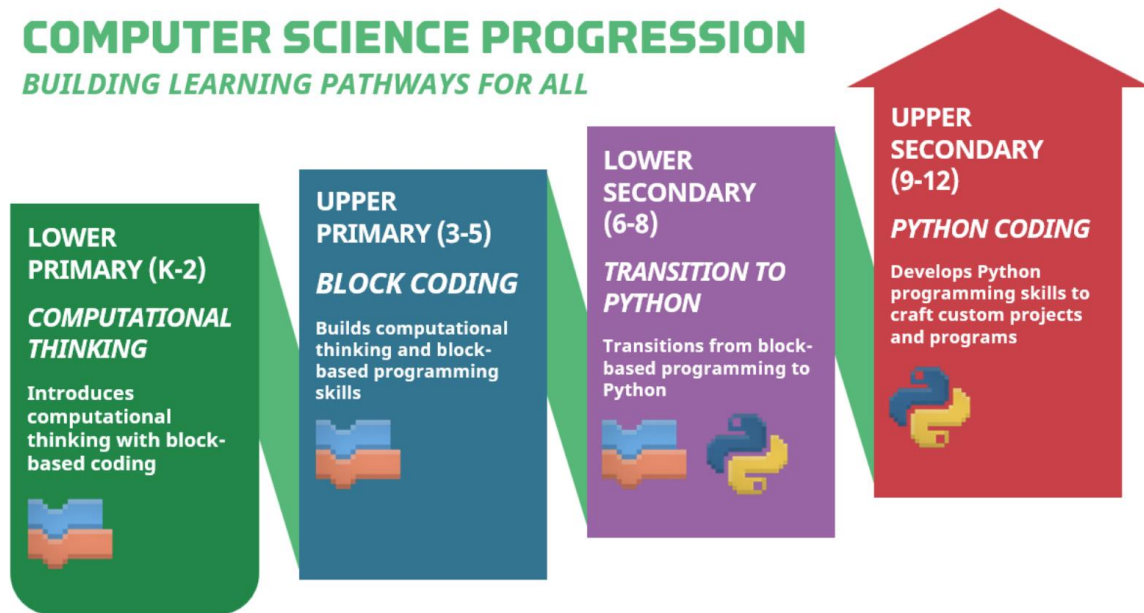 COMPUTER SCIENCE PROGRESSION
BUILDING LEARNING PATHWAYS FOR ALL
LOWER
PRIMARY (K-2)
COMPUTATIONAL
THINKING
Introduces
computational
thinking with block-
based coding
UPPER
PRIMARY (3-5)
BLOCK CODING
Builds computational
thinking and block-
based programming
skills
LOWER
SECONDARY
(6-8)
TRANSITION TO
PYTHON
Transitions from block-
based programming to
Python
UPPER
SECONDARY
(9-12)
PYTHON CODING
Develops Python
programming skills to
craft custom projects
and programs